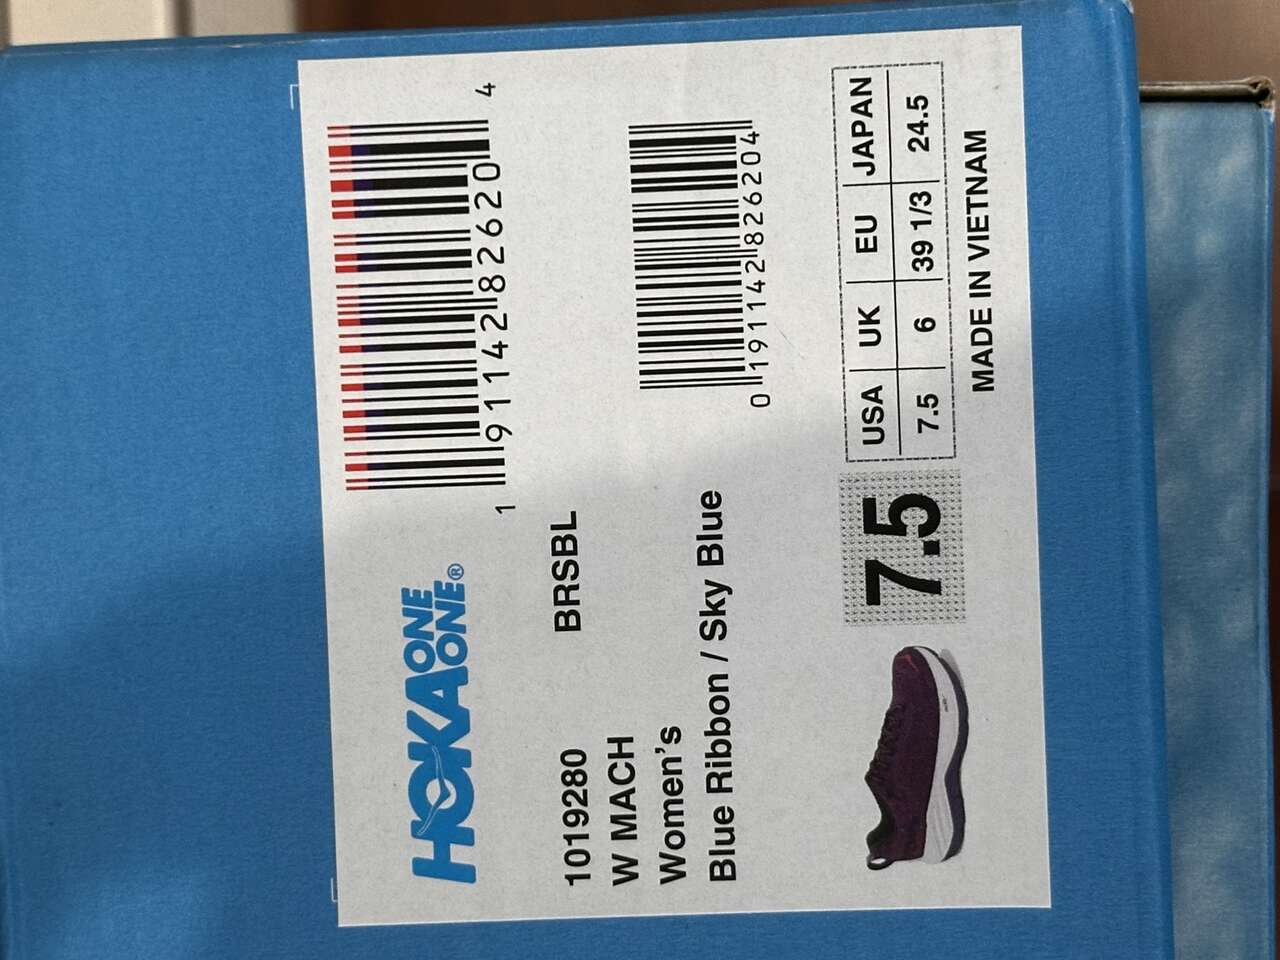 HOKA ONE ONE®
1 91142 82620 4
1019280 BRSBL
W MACH
Women's
Blue Ribbon / Sky Blue
0 191142 826204
7.5
USA UK EU JAPAN
7.5 6 39 1/3 24.5
MADE IN VIETNAM